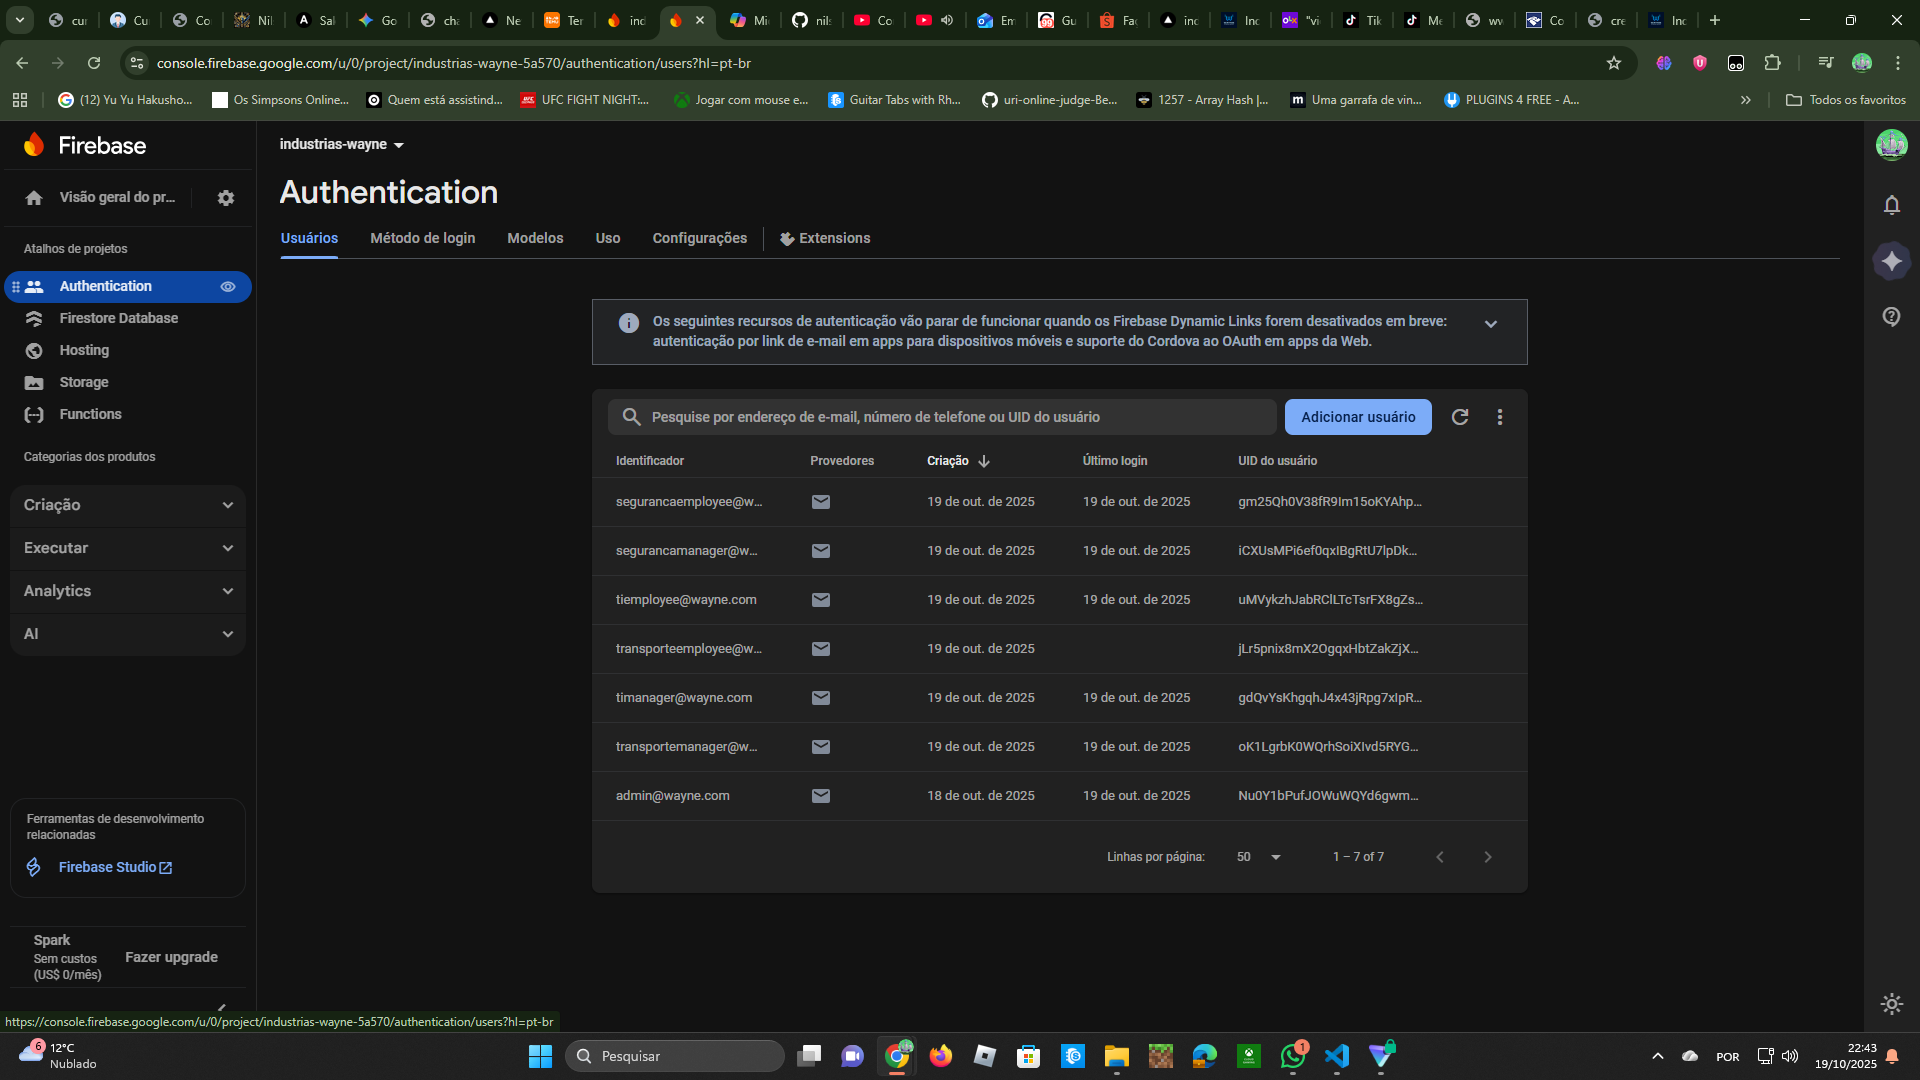 cur
Cu
Co
Nil
Sal
Go
cha
Ne
Ter
ind
Mi
nils
Co
Em
Gu
Fac
inc
Inc
"vi
Tik
Me
wv
Co
cre
Inc
console.firebase.google.com/u/0/project/industrias-wayne-5a570/authentication/users?hl=pt-br
(12) Yu Yu Hakusho...
Os Simpsons Online...
Quem está assistind...
UFC FIGHT NIGHT:...
Jogar com mouse e...
Guitar Tabs with Rh...
uri-online-judge-Be...
1257 - Array Hash |...
Uma garrafa de vin...
PLUGINS 4 FREE - A...
Todos os favoritos
Firebase
Visão geral do pr...
Atalhos de projetos
Authentication
Firestore Database
Hosting
Storage
Functions
Categorias dos produtos
Criação
Executar
Analytics
AI
Ferramentas de desenvolvimento
relacionadas
Firebase Studio
Spark
Sem custos
(US$ 0/mês)
Fazer upgrade
industrias-wayne
Authentication
Usuários
Método de login
Modelos
Uso
Configurações
Extensions
Os seguintes recursos de autenticação vão parar de funcionar quando os Firebase Dynamic Links forem desativados em breve:
autenticação por link de e-mail em apps para dispositivos móveis e suporte do Cordova ao OAuth em apps da Web.
Pesquise por endereço de e-mail, número de telefone ou UID do usuário
Adicionar usuário
Identificador Provedores Criação Último login UID do usuário
segurancaemployee@w... 19 de out. de 2025 19 de out. de 2025 gm25Qh0V38fR9Im15oKYAhp...
segurancamanager@w... 19 de out. de 2025 19 de out. de 2025 iCXUsMPi6ef0qxIBgRtU7lpDk...
tiemployee@wayne.com 19 de out. de 2025 19 de out. de 2025 uMVykzhJabRClLTcTsrFX8gZs...
transporteemployee@w... 19 de out. de 2025 jLr5pnix8mX2OgqxHbtZakZjX...
timanager@wayne.com 19 de out. de 2025 19 de out. de 2025 gdQvYsKhgqhJ4x43jRpg7xIpR...
transportemanager@w... 19 de out. de 2025 19 de out. de 2025 oK1LgrbK0WQrhSoiXIvd5RYG...
admin@wayne.com 18 de out. de 2025 19 de out. de 2025 Nu0Y1bPufJOWuWQYd6gwm...
Linhas por página: 50 1 – 7 of 7
https://console.firebase.google.com/u/0/project/industrias-wayne-5a570/authentication/users?hl=pt-br
6
12°C
Nublado
Pesquisar
1
POR
22:43
19/10/2025